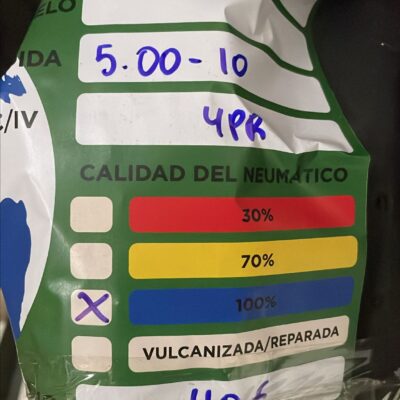 ELO
IDA 5.00-10
C/IV 4PR
CALIDAD DEL NEUMÁTICO
30%
70%
X 100%
VULCANIZADA/REPARADA